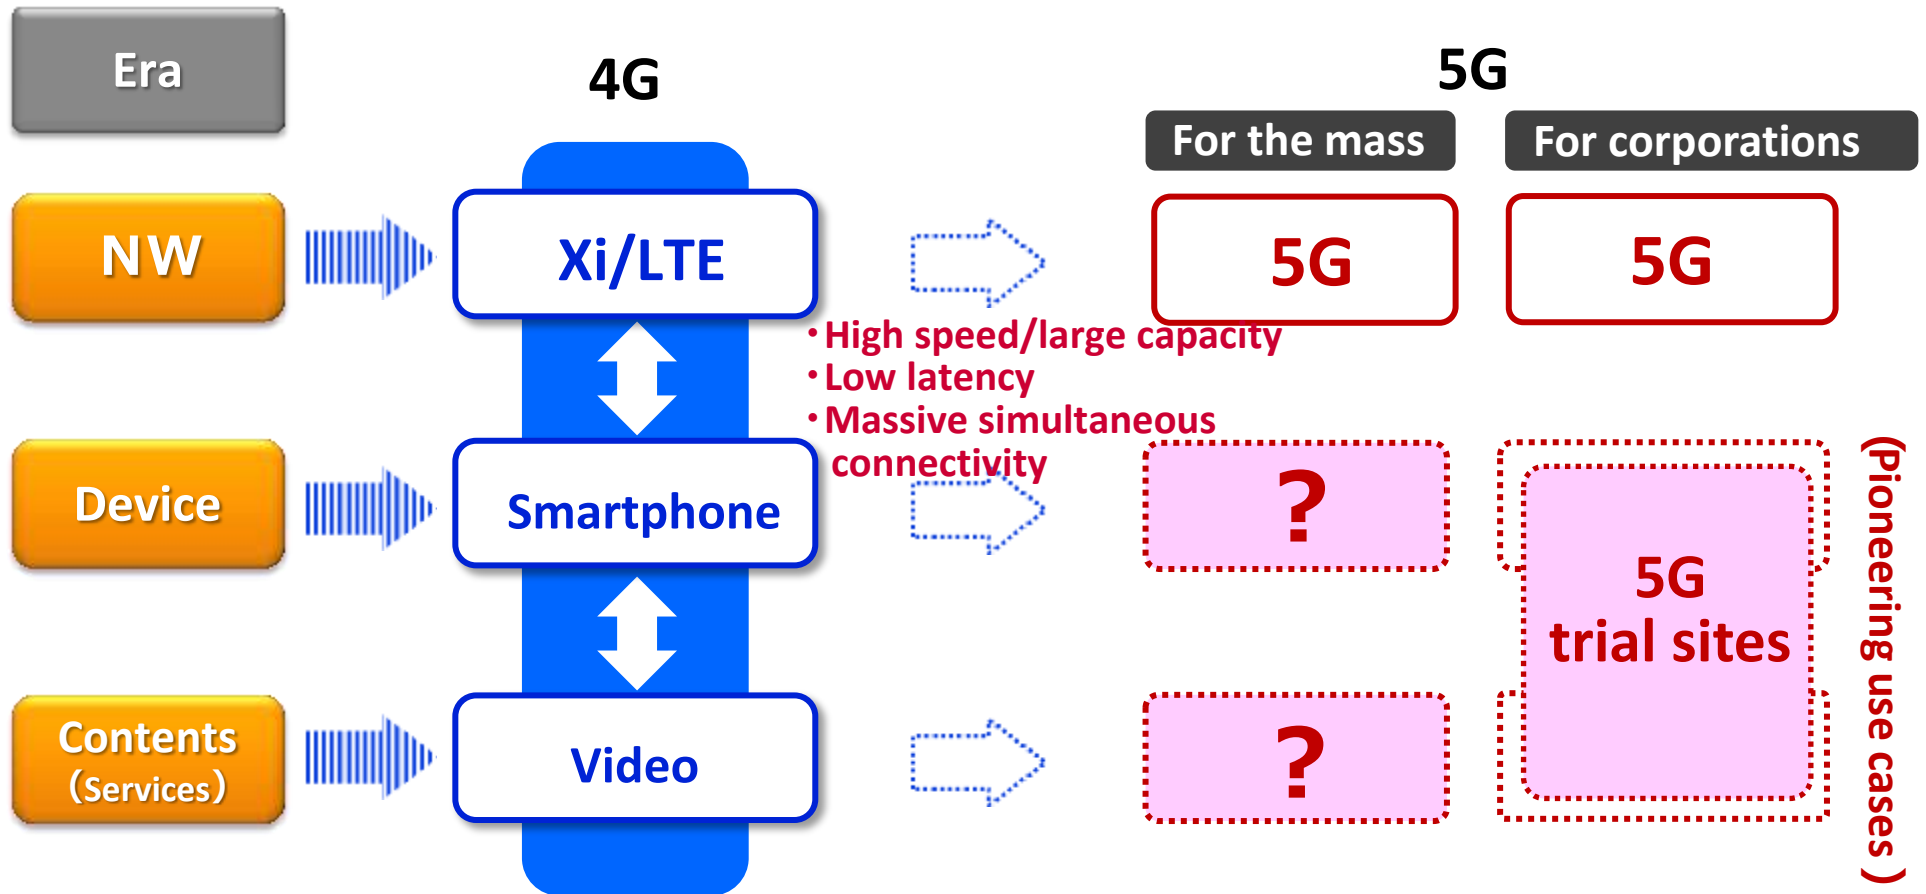 Era
4G
5G
For the mass
For corporations
NW
Xi/LTE
5G
5G
・High speed/large capacity
・Low latency
・Massive simultaneous
connectivity
Device
Smartphone
?
5G
trial sites
(Pioneering use cases)
Contents
（Services）
Video
?